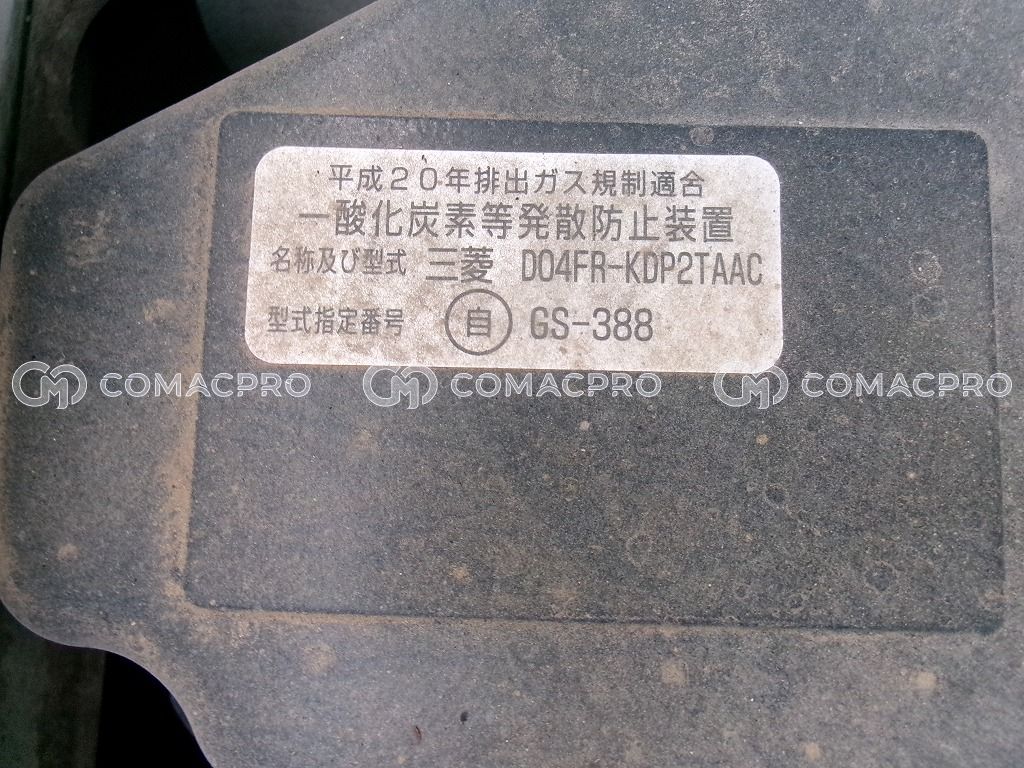 平成20年排出ガス規制適合
一酸化炭素等発散防止装置
名称及び型式 三菱 D04FR-KDP2TAAC
型式指定番号 自 GS-388
COMACPRO COMACPRO COMACPRO